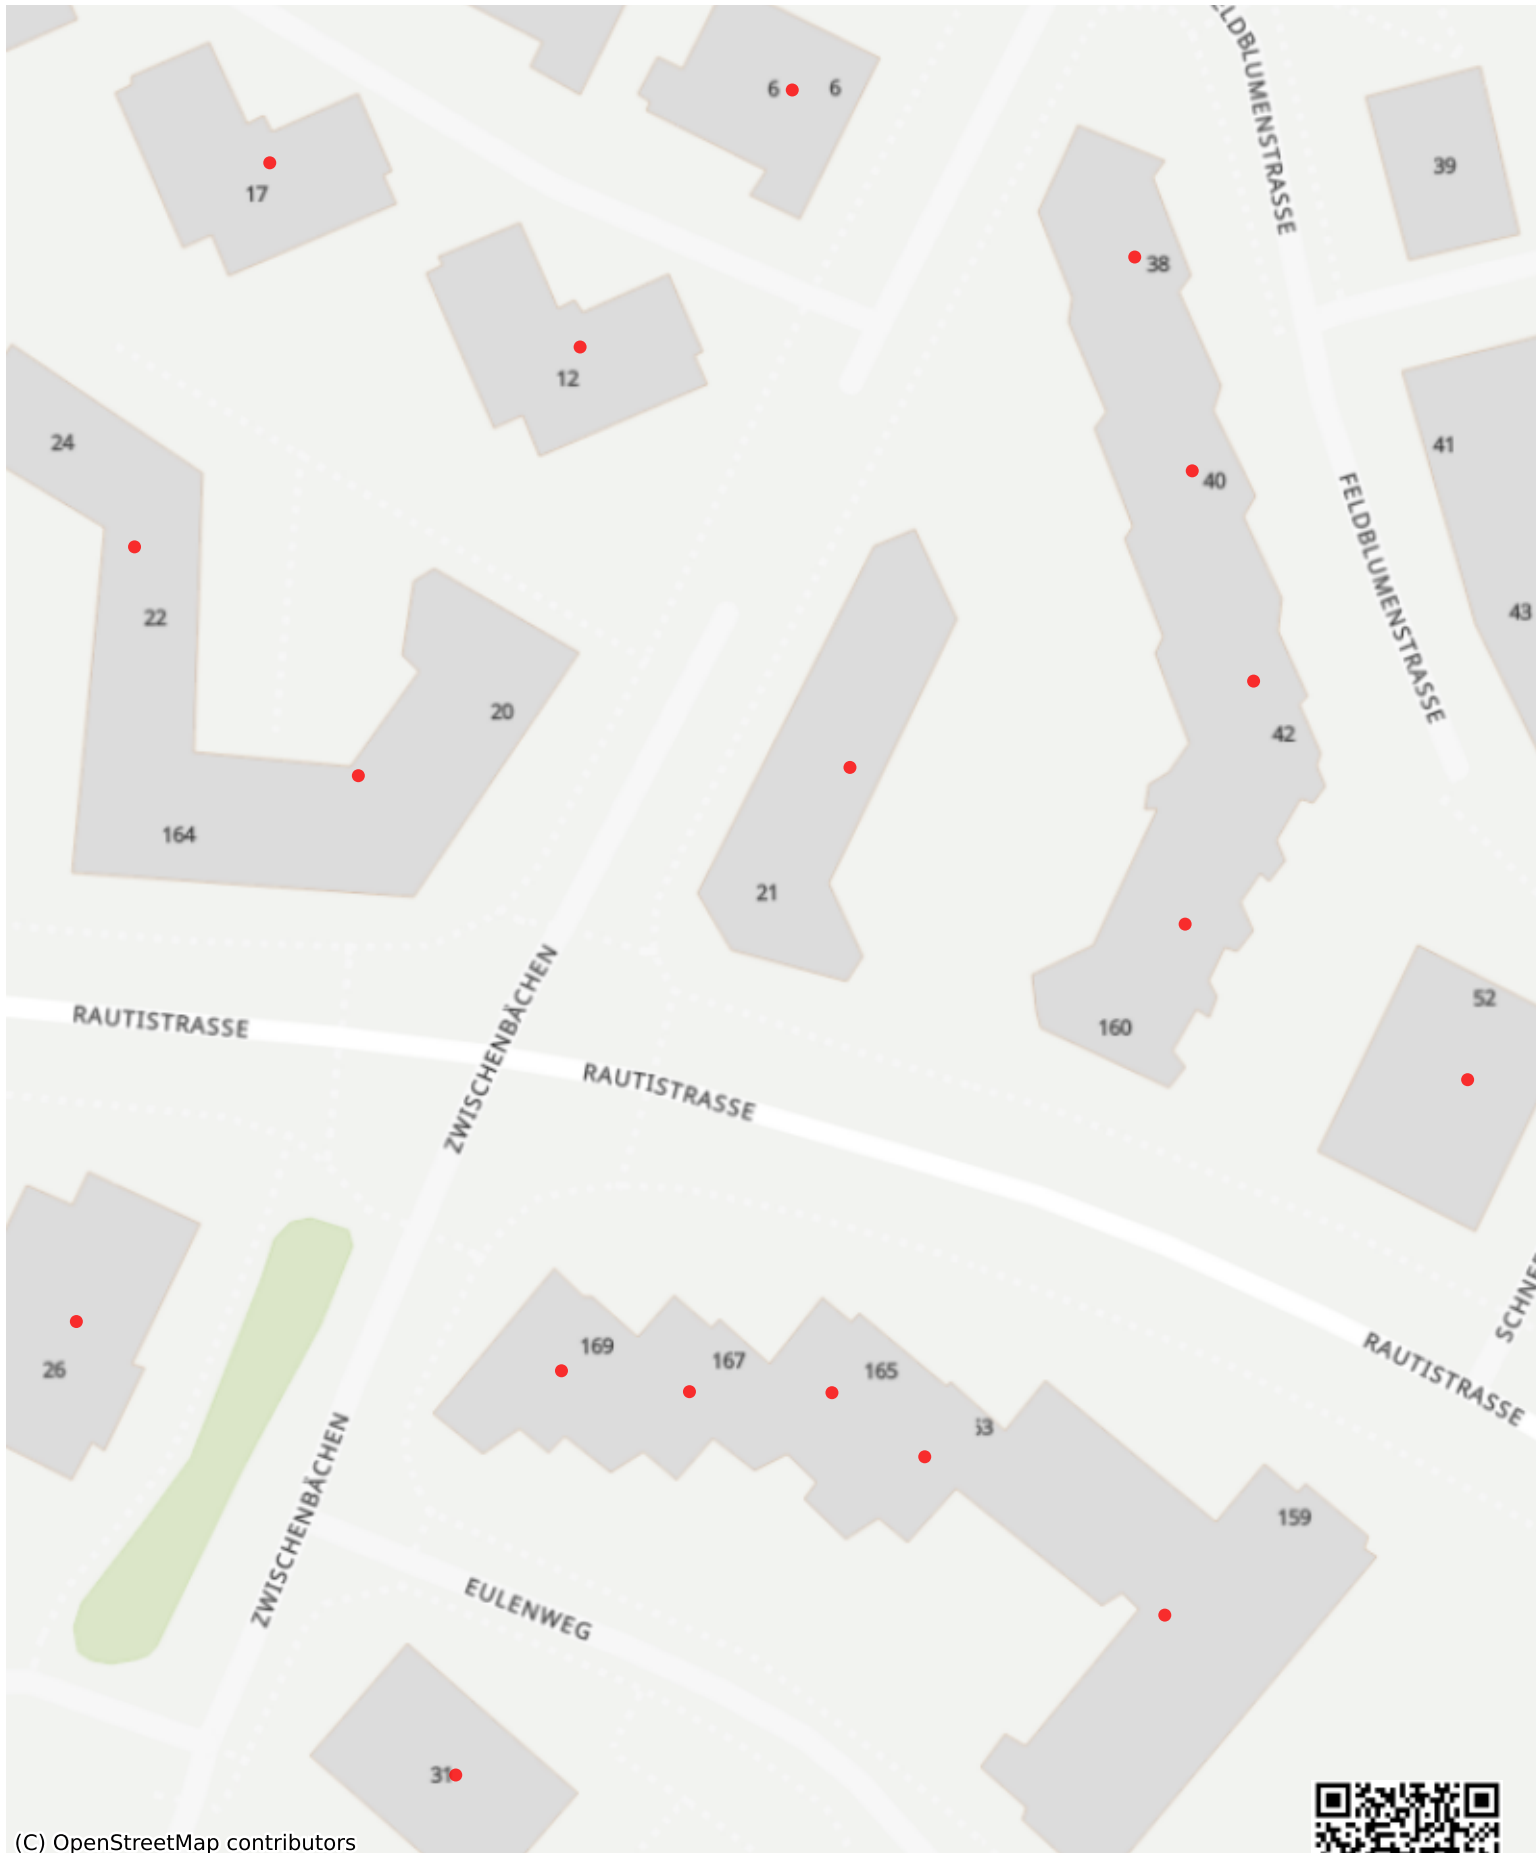 FELDBLUMENSTRASSE
6 6
39
17
38
12
24
41
40
FELDBLUMENSTRASSE
22
43
20
42
164
21
ZWISCHENBÄCHEN
52
RAUTISTRASSE
160
RAUTISTRASSE
169
167
165
26
RAUTISTRASSE
159
ZWISCHENBÄCHEN
EULENWEG
31
(C) OpenStreetMap contributors